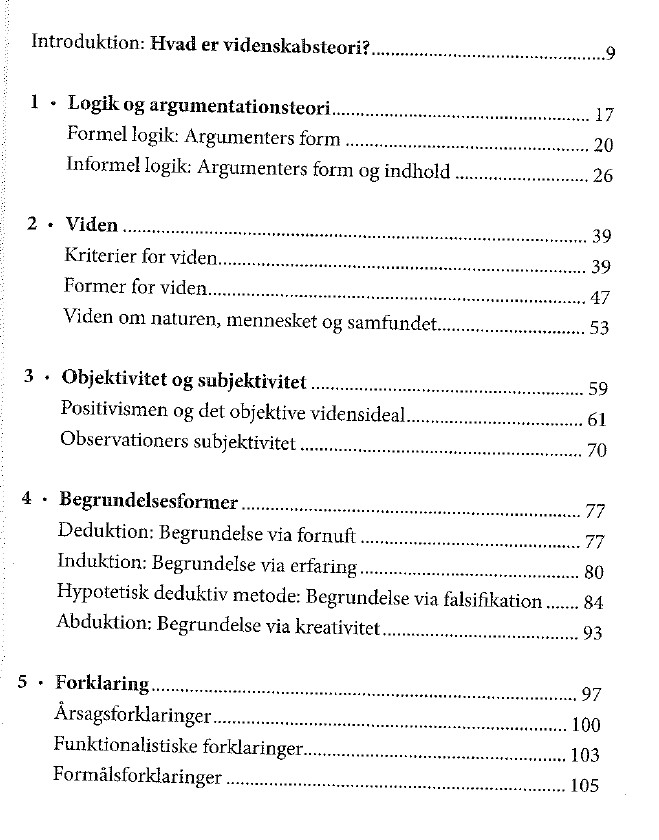 Introduktion: Hvad er videnskabsteori? 9
1 • Logik og argumentationsteori 17
Formel logik: Argumenters form 20
Informel logik: Argumenters form og indhold 26
2 • Viden 39
Kriterier for viden 39
Former for viden 47
Viden om naturen, mennesket og samfundet 53
3 • Objektivitet og subjektivitet 59
Positivismen og det objektive vidensideal 61
Observationers subjektivitet 70
4 • Begrundelsesformer 77
Deduktion: Begrundelse via fornuft 77
Induktion: Begrundelse via erfaring 80
Hypotetisk deduktiv metode: Begrundelse via falsifikation 84
Abduktion: Begrundelse via kreativitet 93
5 • Forklaring 97
Årsagsforklaringer 100
Funktionalistiske forklaringer 103
Formålsforklaringer 105